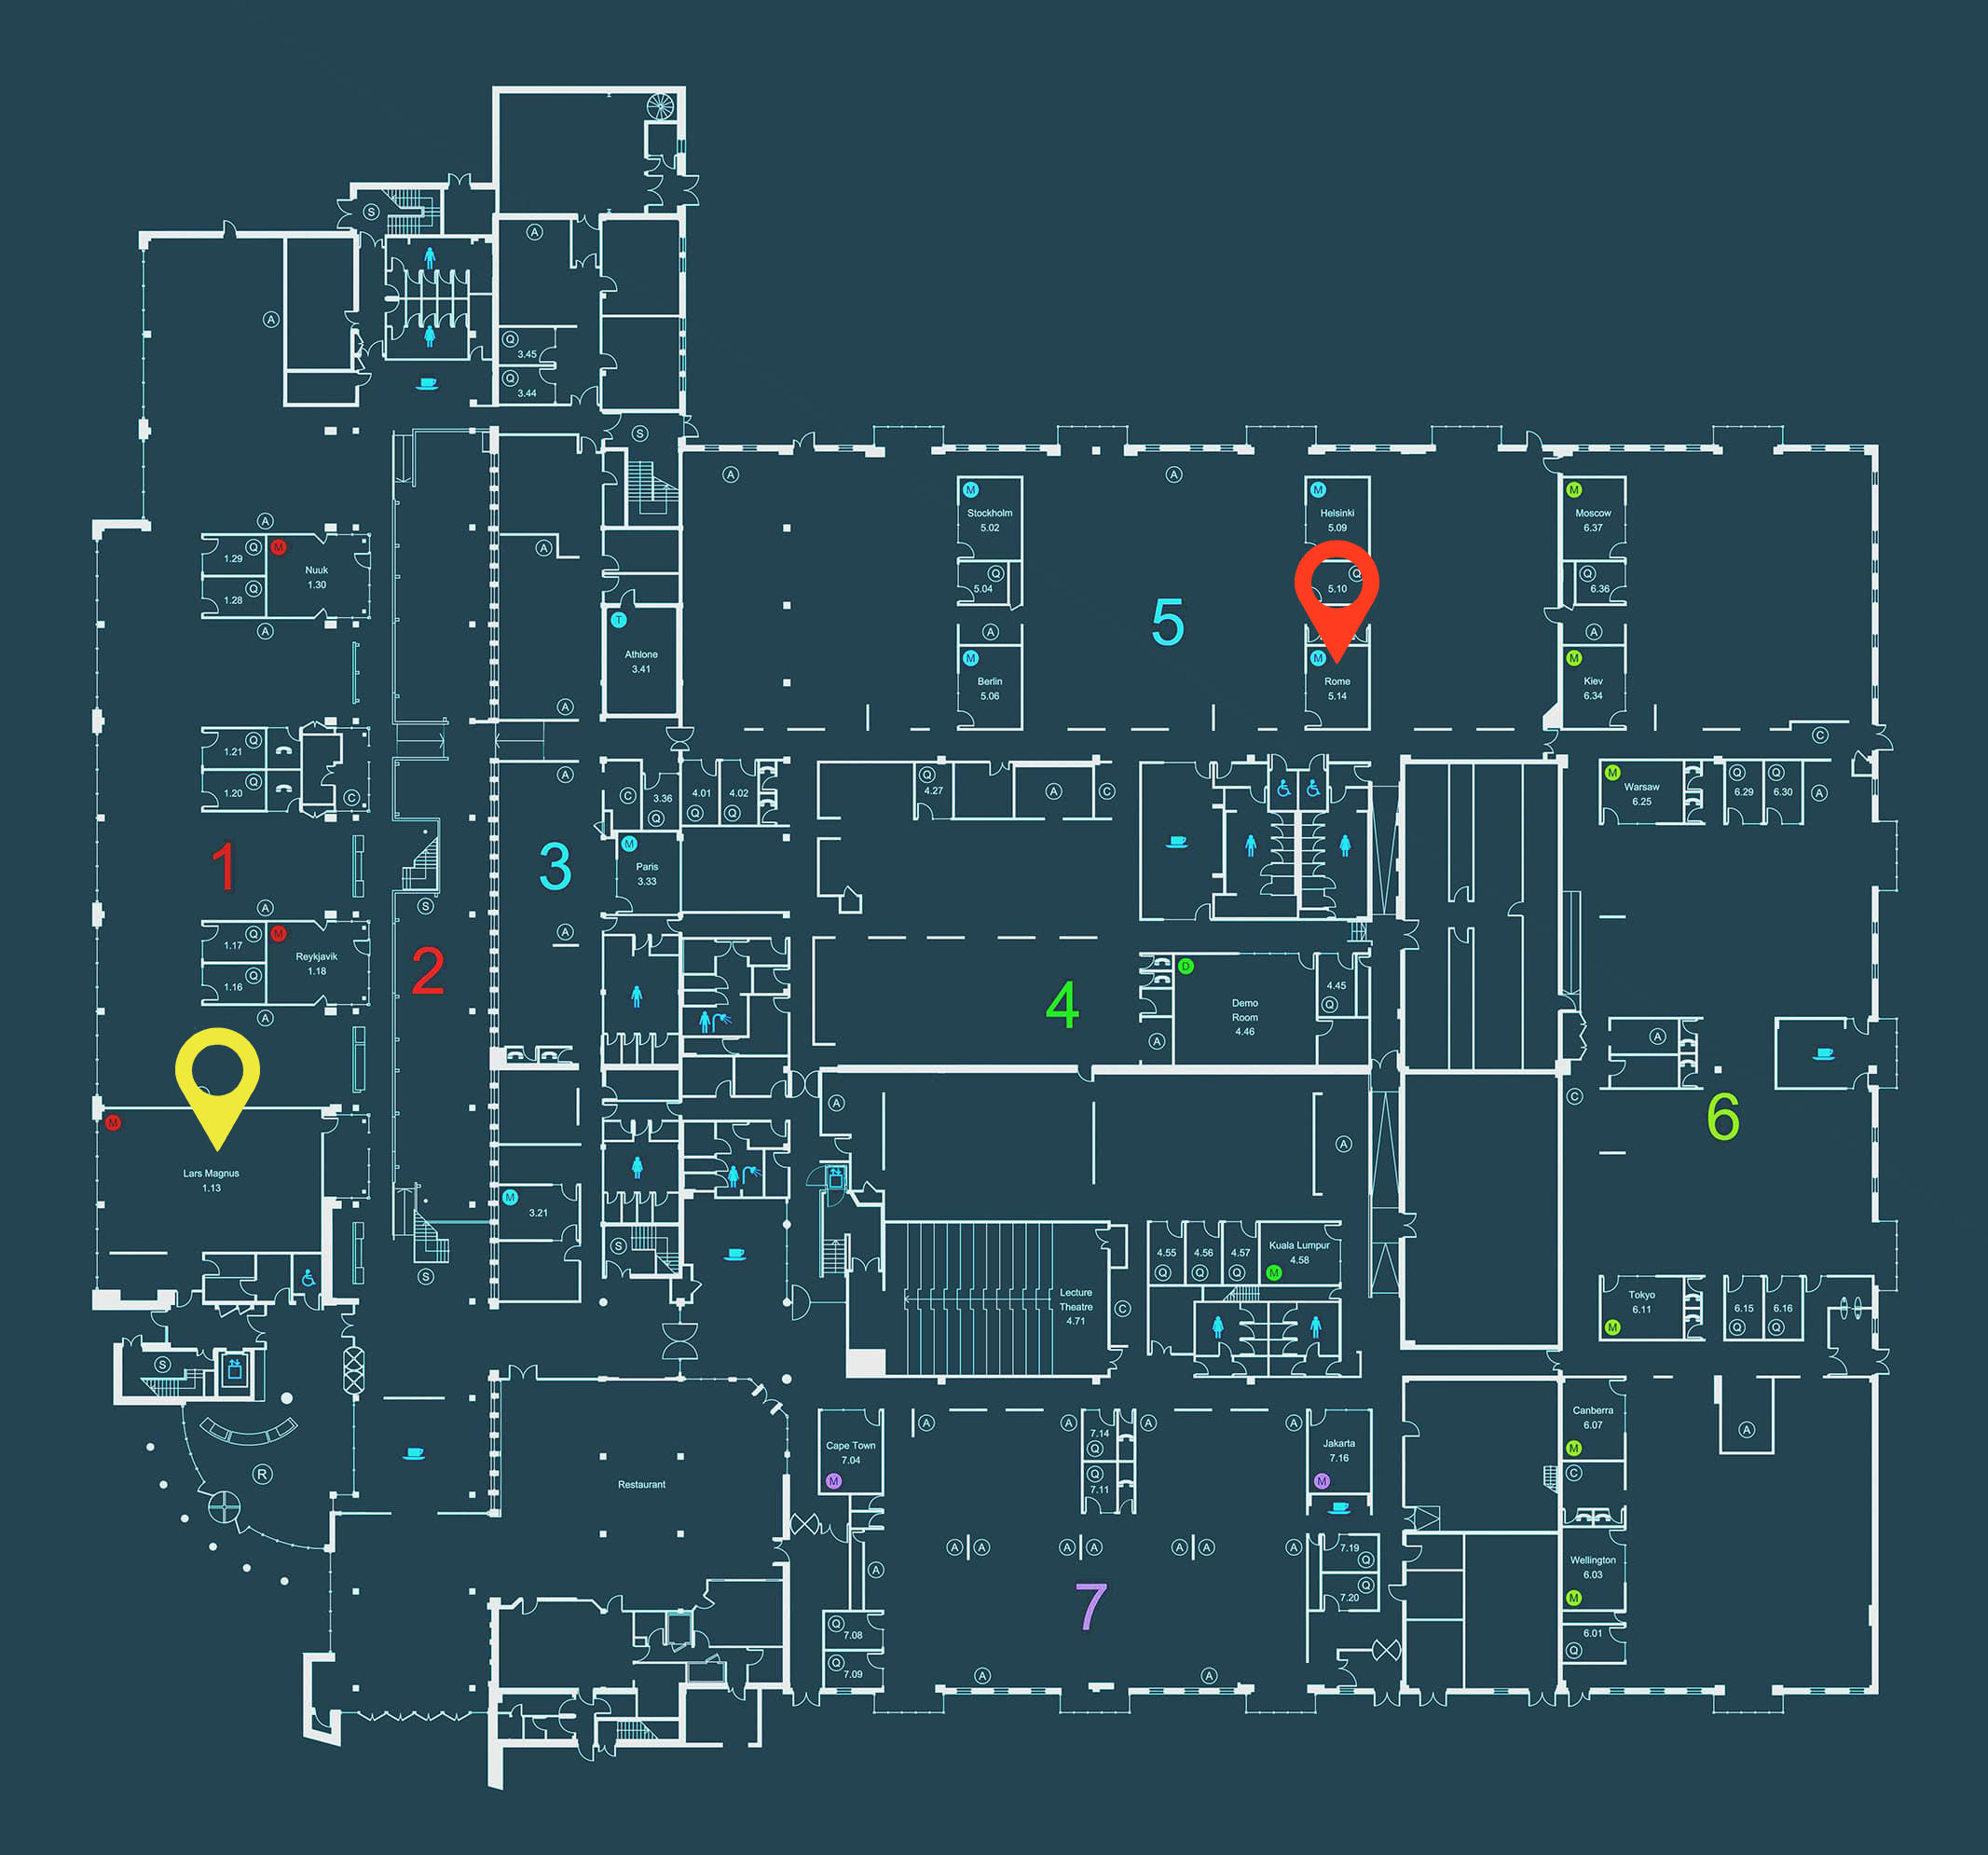 S
A
A
Q
3.45
Q
3.44
S
A
A
M
Stockholm
5.02
M
Helsinki
5.09
M
Moscow
6.37
A
Q
1.29
M
Nuuk
1.30
Q
1.28
A
A
Q
5.04
Q
5.10
Q
6.36
T
Athlone
3.41
5
A
A
M
Berlin
5.06
M
Rome
5.14
M
Kiev
6.34
A
C
Q
1.21
Q
1.20
C
A
C
3.36
Q
4.01
Q
4.02
Q
Q
4.27
A
C
M
Warsaw
6.25
Q
6.29
Q
6.30
A
1
3
M
Paris
3.33
A
S
A
Q
1.17
M
Reykjavik
1.18
Q
1.16
A
2
4
D
Demo
Room
4.46
4.45
Q
A
A
C
6
M
Lars Magnus
1.13
A
A
M
3.21
S
S
4.55
Q
4.56
Q
4.57
Q
Kuala Lumpur
4.58
M
Lecture
Theatre
4.71
C
Tokyo
6.11
M
6.15
Q
6.16
Q
S
R
Restaurant
Cape Town
7.04
M
A
A
7.14
Q
Q
7.11
A
A
Jakarta
7.16
M
Canberra
6.07
M
C
A
A
A
A
A
A
A
A
A
7.19
Q
Q
7.20
Wellington
6.03
M
7
Q
7.08
Q
7.09
A
A
6.01
Q